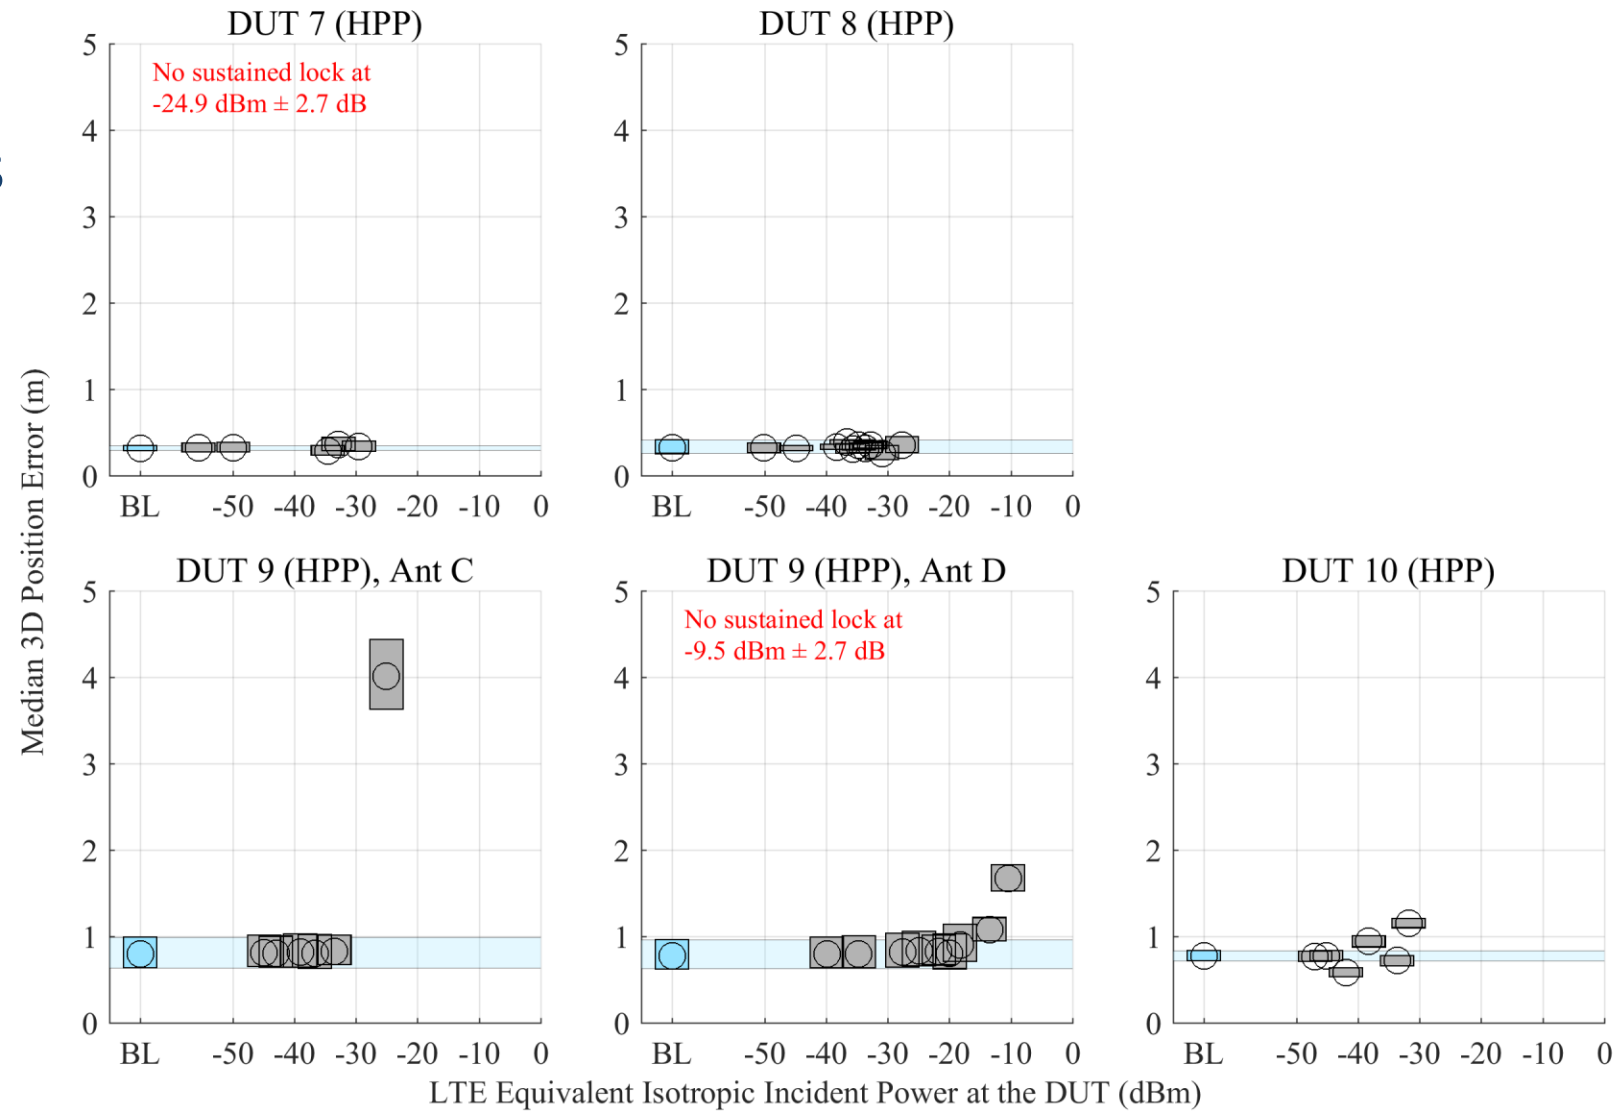 DUT 7 (HPP)
No sustained lock at
-24.9 dBm ± 2.7 dB
5
4
3
2
1
0
BL -50 -40 -30 -20 -10 0
DUT 8 (HPP)
5
4
3
2
1
0
BL -50 -40 -30 -20 -10 0
Median 3D Position Error (m)
DUT 9 (HPP), Ant C
5
4
3
2
1
0
BL -50 -40 -30 -20 -10 0
DUT 9 (HPP), Ant D
No sustained lock at
-9.5 dBm ± 2.7 dB
5
4
3
2
1
0
BL -50 -40 -30 -20 -10 0
DUT 10 (HPP)
5
4
3
2
1
0
BL -50 -40 -30 -20 -10 0
LTE Equivalent Isotropic Incident Power at the DUT (dBm)